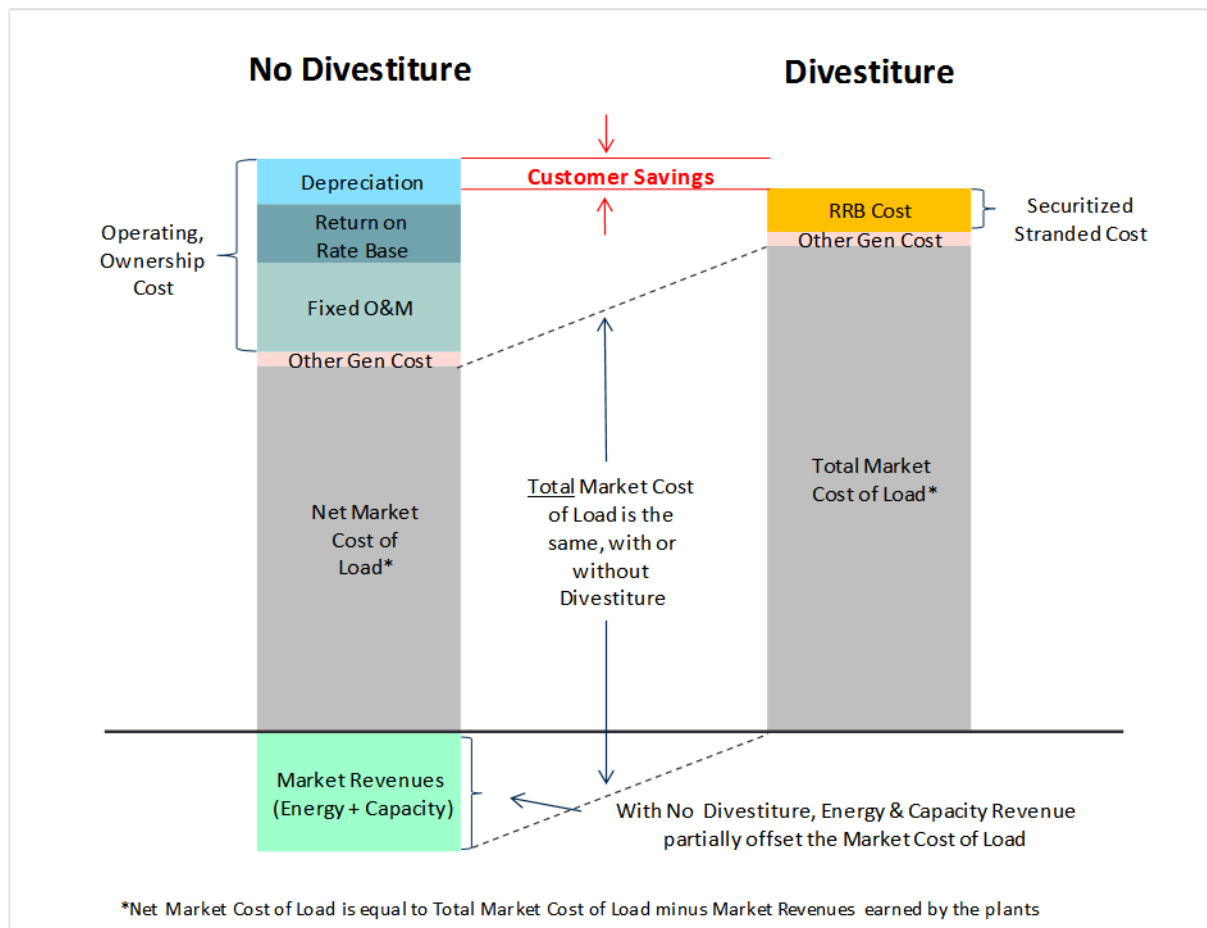 No Divestiture
Divestiture
Depreciation
Return on
Rate Base
Fixed O&M
Other Gen Cost
Operating,
Ownership
Cost
Customer Savings
RRB Cost
Other Gen Cost
Securitized
Stranded Cost
Net Market
Cost of
Load*
Total Market Cost
of Load is the
same, with or
without
Divestiture
Total Market
Cost of Load*
Market Revenues
(Energy + Capacity)
With No Divestiture, Energy & Capacity Revenue
partially offset the Market Cost of Load
*Net Market Cost of Load is equal to Total Market Cost of Load minus Market Revenues earned by the plants